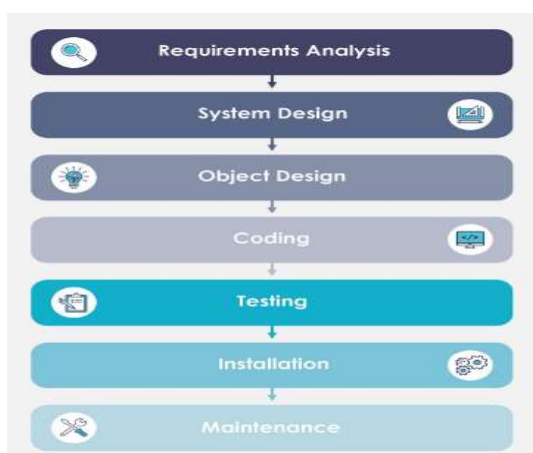 Requirements Analysis
System Design
Object Design
Coding
Testing
Installation
Maintenance